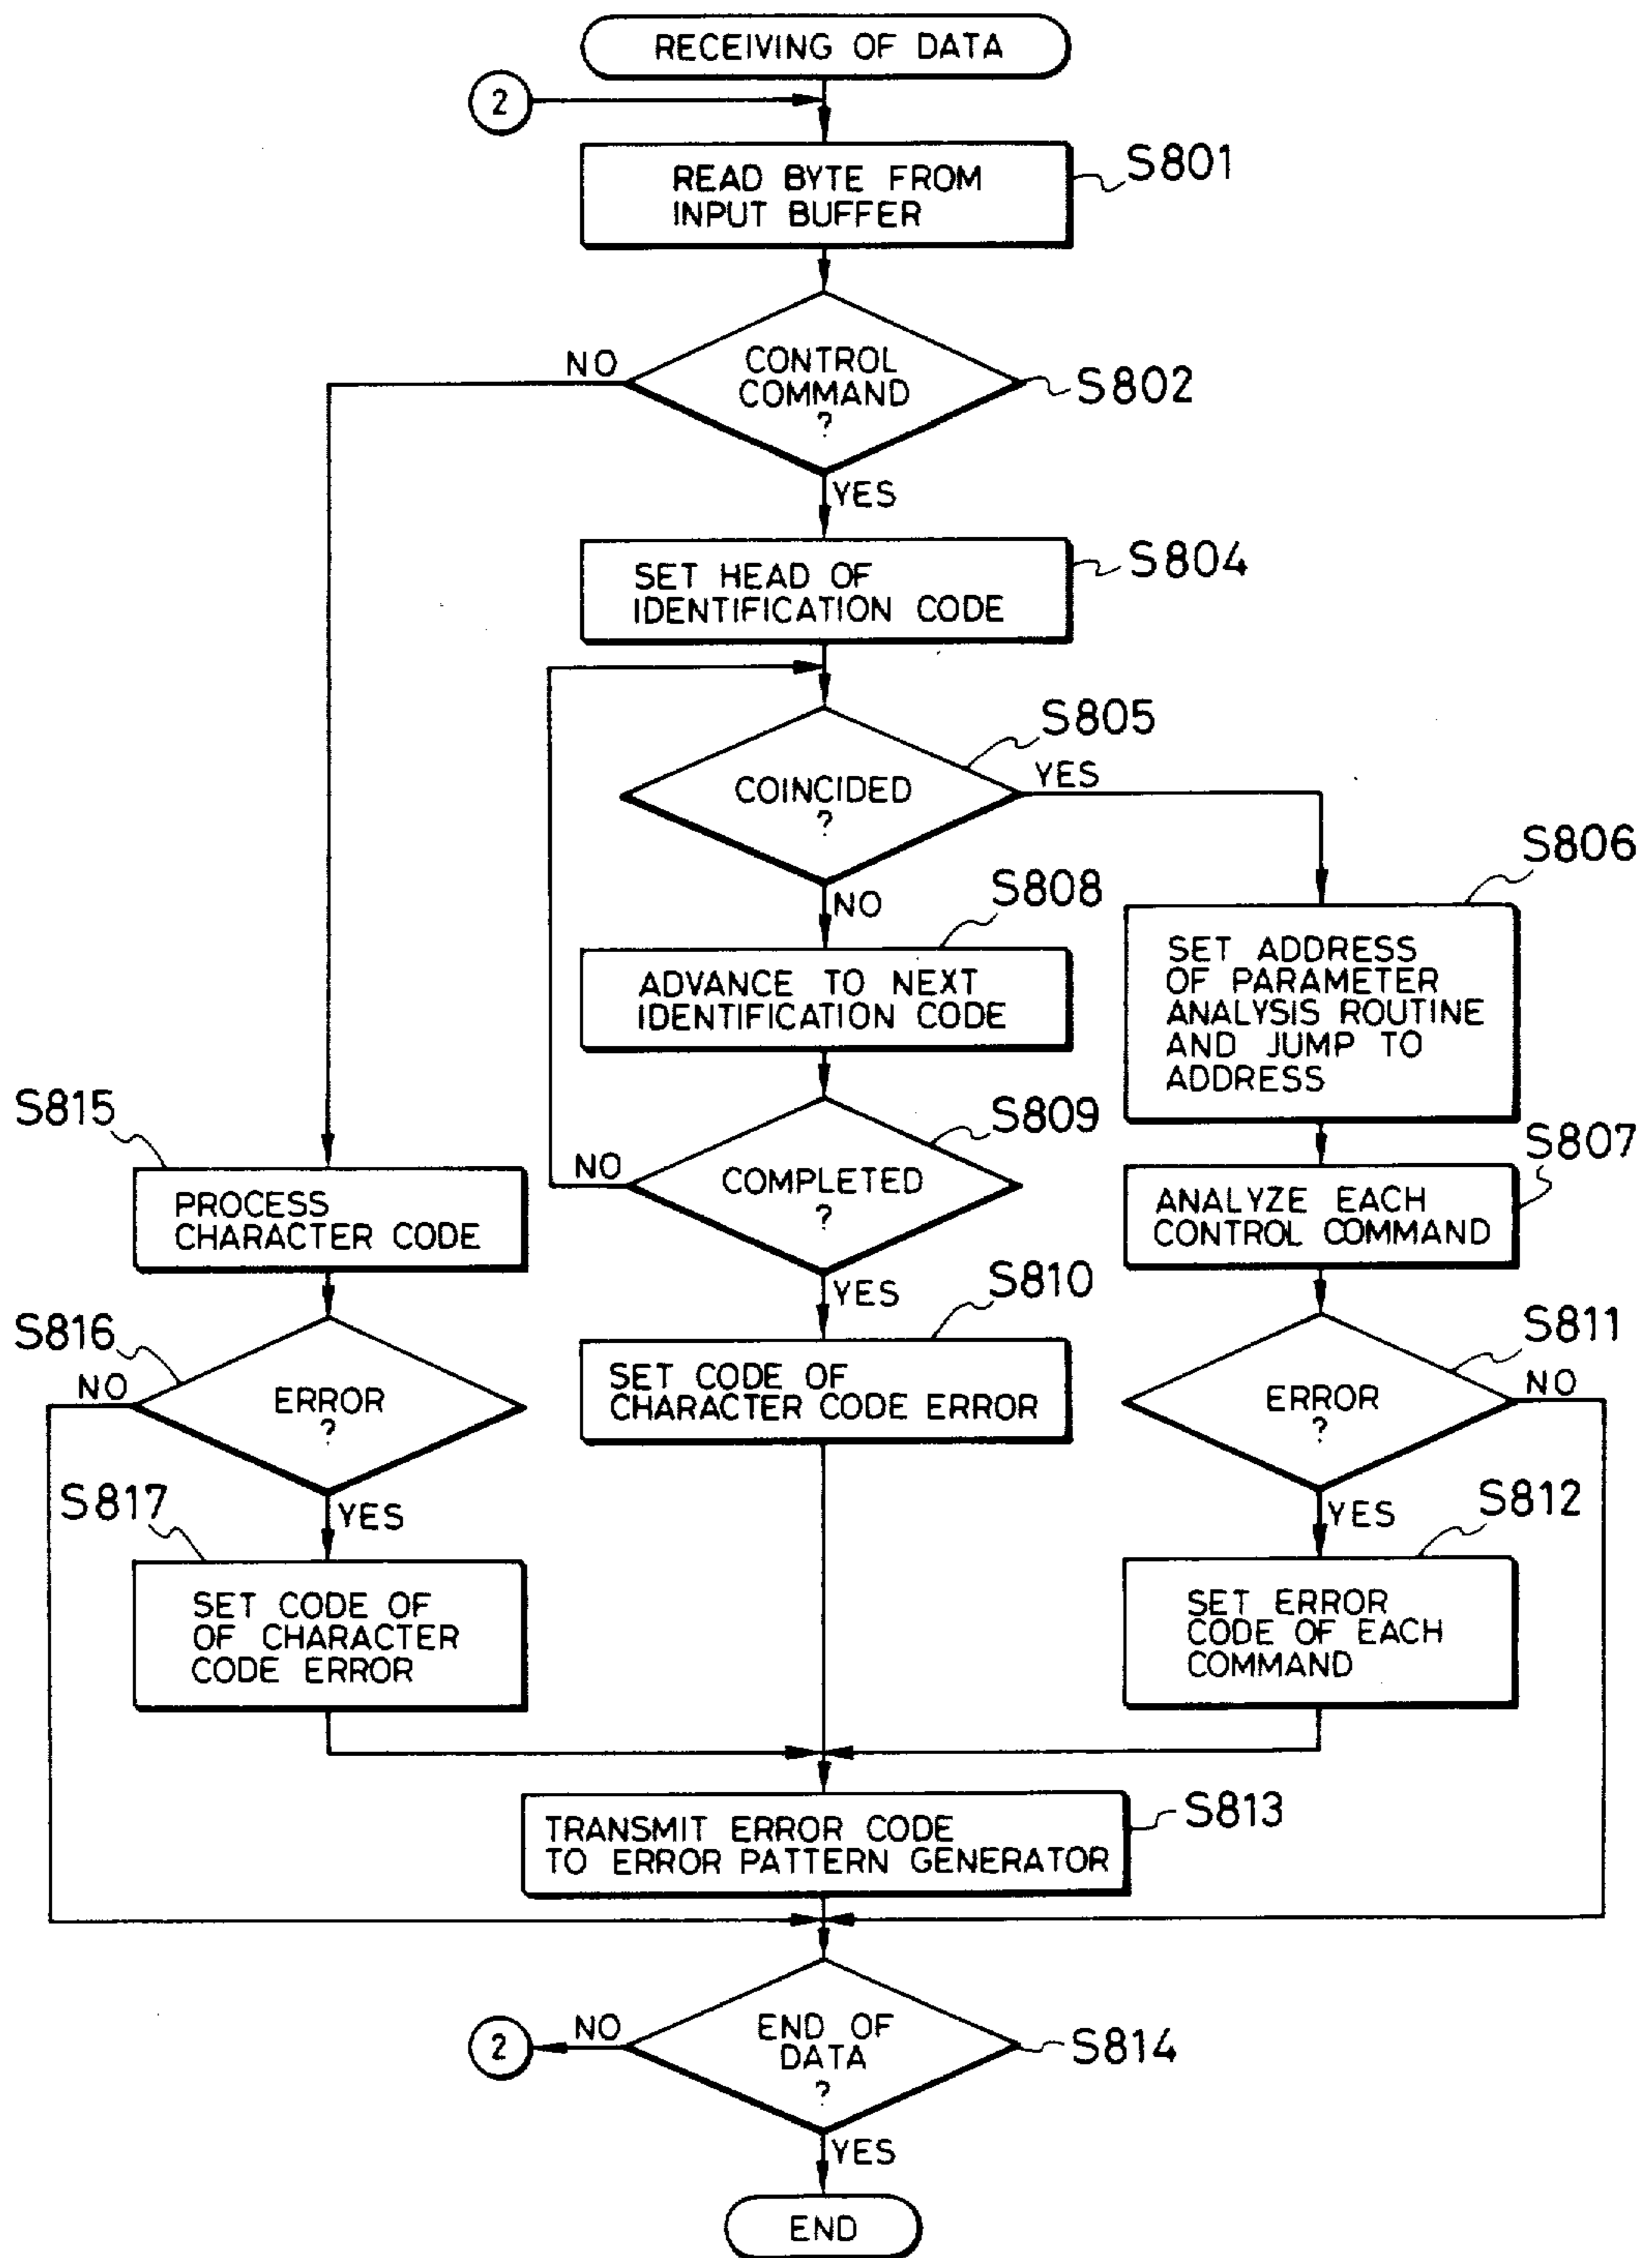 RECEIVING OF DATA
2
READ BYTE FROM
INPUT BUFFER
S801
CONTROL
COMMAND
?
S802
NO
YES
SET HEAD OF
IDENTIFICATION CODE
S804
COINCIDED
?
S805
YES
NO
S806
SET ADDRESS
OF PARAMETER
ANALYSIS ROUTINE
AND JUMP TO
ADDRESS
S808
ADVANCE TO NEXT
IDENTIFICATION CODE
S809
COMPLETED
?
NO
YES
S807
ANALYZE EACH
CONTROL COMMAND
S815
PROCESS
CHARACTER CODE
S816
ERROR
?
NO
YES
S810
SET CODE OF
CHARACTER CODE ERROR
S811
ERROR
?
NO
YES
S817
SET CODE OF
OF CHARACTER
CODE ERROR
S812
SET ERROR
CODE OF EACH
COMMAND
TRANSMIT ERROR CODE
TO ERROR PATTERN GENERATOR
S813
END OF
DATA
?
S814
NO
2
YES
END